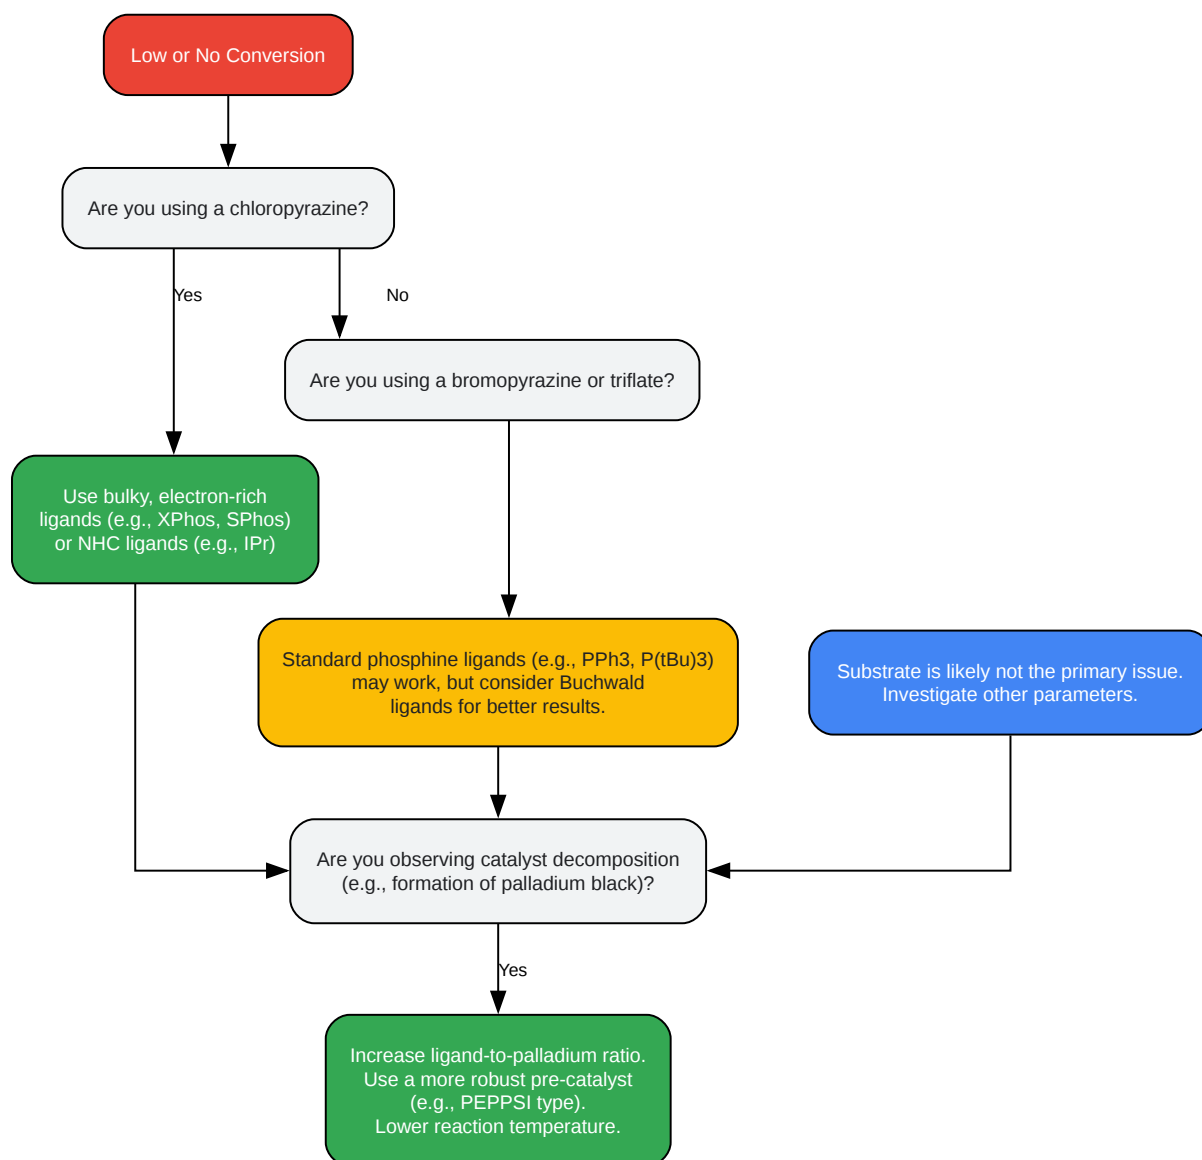 Low or No Conversion
Are you using a chloropyrazine?
Yes
No
Are you using a bromopyrazine or triflate?
Use bulky, electron-rich
ligands (e.g., XPhos, SPhos)
or NHC ligands (e.g., IPr)
Standard phosphine ligands (e.g., PPh3, P(tBu)3)
may work, but consider Buchwald
ligands for better results.
Substrate is likely not the primary issue.
Investigate other parameters.
Are you observing catalyst decomposition
(e.g., formation of palladium black)?
Yes
Increase ligand-to-palladium ratio.
Use a more robust pre-catalyst
(e.g., PEPPSI type).
Lower reaction temperature.